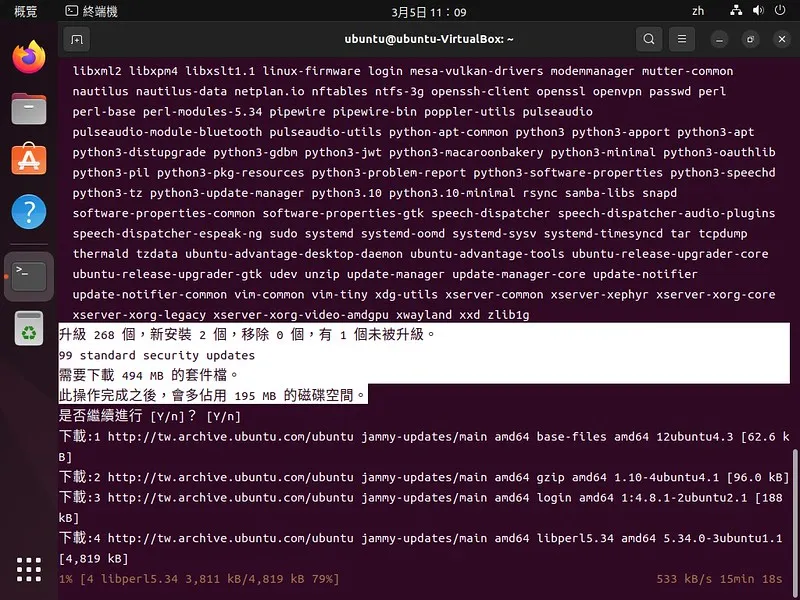 概覽 終端機 3月5日 11：09 zh
ubuntu@ubuntu-VirtualBox: ~
libxml2 libxpm4 libxslt1.1 linux-firmware login mesa-vulkan-drivers modemmanager mutter-common
nautilus nautilus-data netplan.io nftables ntfs-3g openssh-client openssl openvpn passwd perl
perl-base perl-modules-5.34 pipewire pipewire-bin poppler-utils pulseaudio
pulseaudio-module-bluetooth pulseaudio-utils python-apt-common python3 python3-apport python3-apt
python3-distupgrade python3-gdbm python3-jwt python3-macaroonbakery python3-minimal python3-oauthlib
python3-pil python3-pkg-resources python3-problem-report python3-software-properties python3-speechd
python3-tz python3-update-manager python3.10 python3.10-minimal rsync samba-libs snapd
software-properties-common software-properties-gtk speech-dispatcher speech-dispatcher-audio-plugins
speech-dispatcher-espeak-ng sudo systemd systemd-oomd systemd-sysv systemd-timesyncd tar tcpdump
thermald tzdata ubuntu-advantage-desktop-daemon ubuntu-advantage-tools ubuntu-release-upgrader-core
ubuntu-release-upgrader-gtk udev unzip update-manager update-manager-core update-notifier
update-notifier-common vim-common vim-tiny xdg-utils xserver-common xserver-xephyr xserver-xorg-core
xserver-xorg-legacy xserver-xorg-video-amdgpu xwayland xxd zlib1g
升級 268 個，新安裝 2 個，移除 0 個，有 1 個未被升級。
99 standard security updates
需要下載 494 MB 的套件檔。
此操作完成之後，會多佔用 195 MB 的磁碟空間。
是否繼續進行 [Y/n]？ [Y/n]
下載:1 http://tw.archive.ubuntu.com/ubuntu jammy-updates/main amd64 base-files amd64 12ubuntu4.3 [62.6 k
B]
下載:2 http://tw.archive.ubuntu.com/ubuntu jammy-updates/main amd64 gzip amd64 1.10-4ubuntu4.1 [96.0 kB]
下載:3 http://tw.archive.ubuntu.com/ubuntu jammy-updates/main amd64 login amd64 1:4.8.1-2ubuntu2.1 [188
kB]
下載:4 http://tw.archive.ubuntu.com/ubuntu jammy-updates/main amd64 libperl5.34 amd64 5.34.0-3ubuntu1.1
[4,819 kB]
1% [4 libperl5.34 3,811 kB/4,819 kB 79%] 533 kB/s 15min 18s